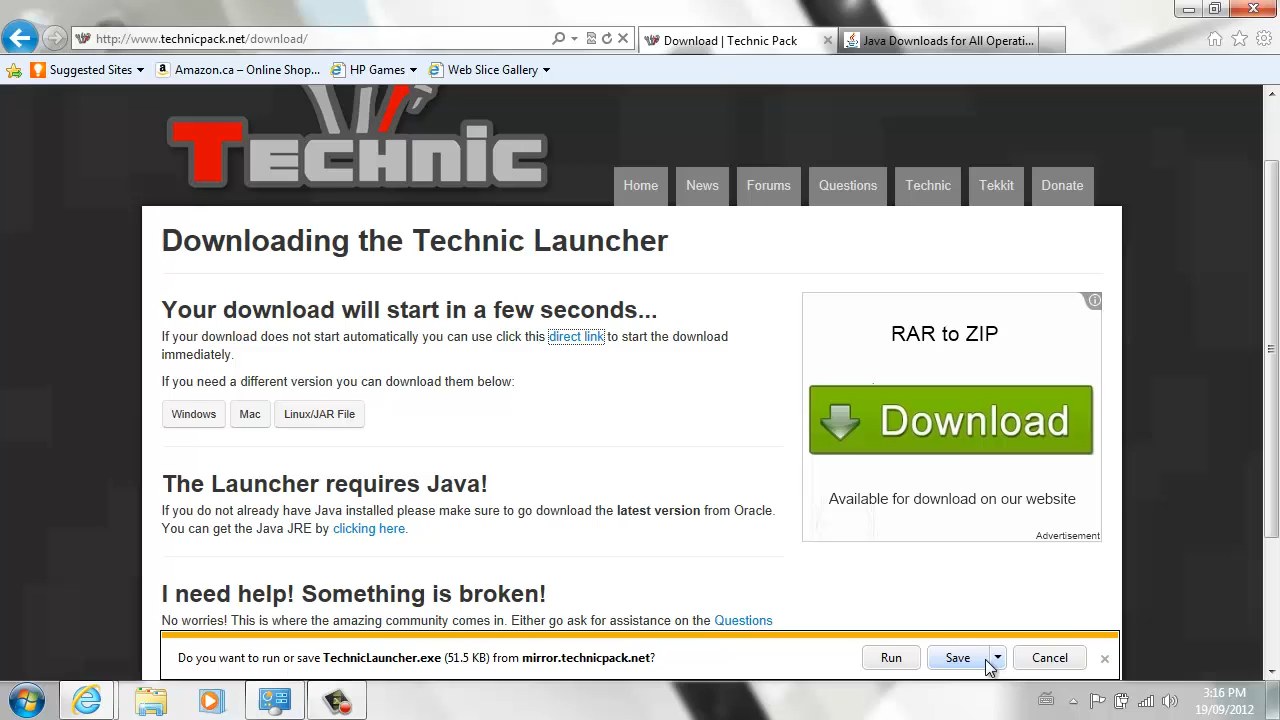 http://www.technicpack.net/download/
Download | Technic Pack
Java Downloads for All Operati...
Suggested Sites
Amazon.ca – Online Shop...
HP Games
Web Slice Gallery
TECHNIC
Home
News
Forums
Questions
Technic
Tekkit
Donate
Downloading the Technic Launcher
Your download will start in a few seconds...
If your download does not start automatically you can use click this direct link to start the download
immediately.
If you need a different version you can download them below:
Windows
Mac
Linux/JAR File
RAR to ZIP
Download
Available for download on our website
Advertisement
The Launcher requires Java!
If you do not already have Java installed please make sure to go download the latest version from Oracle.
You can get the Java JRE by clicking here.
I need help! Something is broken!
No worries! This is where the amazing community comes in. Either go ask for assistance on the Questions
Do you want to run or save TechnicLauncher.exe (51.5 KB) from mirror.technicpack.net?
Run
Save
Cancel
3:16 PM
19/09/2012